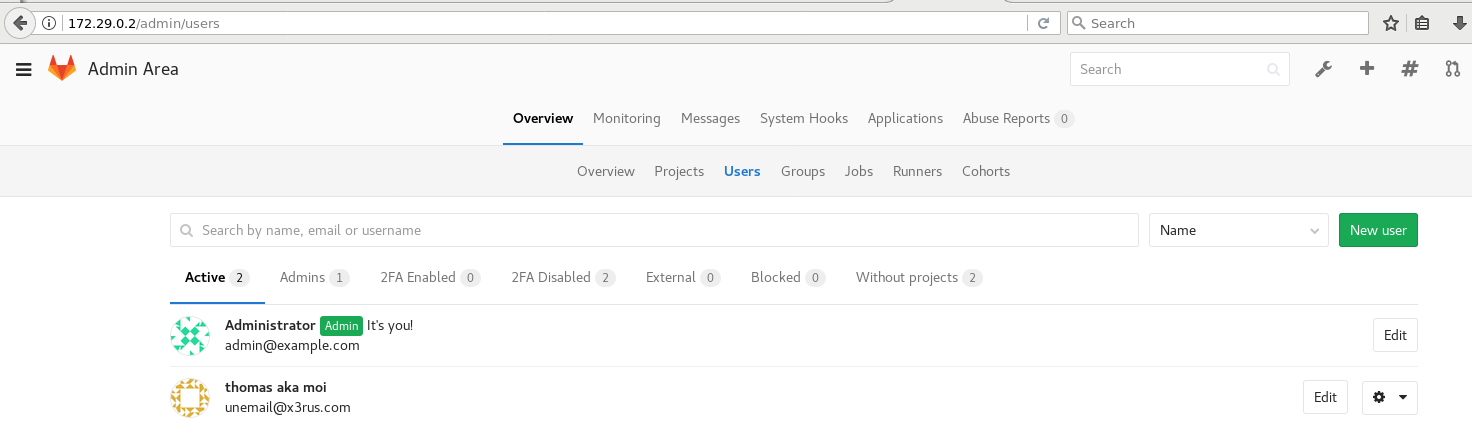 172.29.0.2/admin/users
Search
Admin Area
Search
Overview Monitoring Messages System Hooks Applications Abuse Reports 0
Overview Projects Users Groups Jobs Runners Cohorts
Search by name, email or username
Name
New user
Active 2 Admins 1 2FA Enabled 0 2FA Disabled 2 External 0 Blocked 0 Without projects 2
Administrator Admin It's you!
admin@example.com
Edit
thomas aka moi
unemail@x3rus.com
Edit